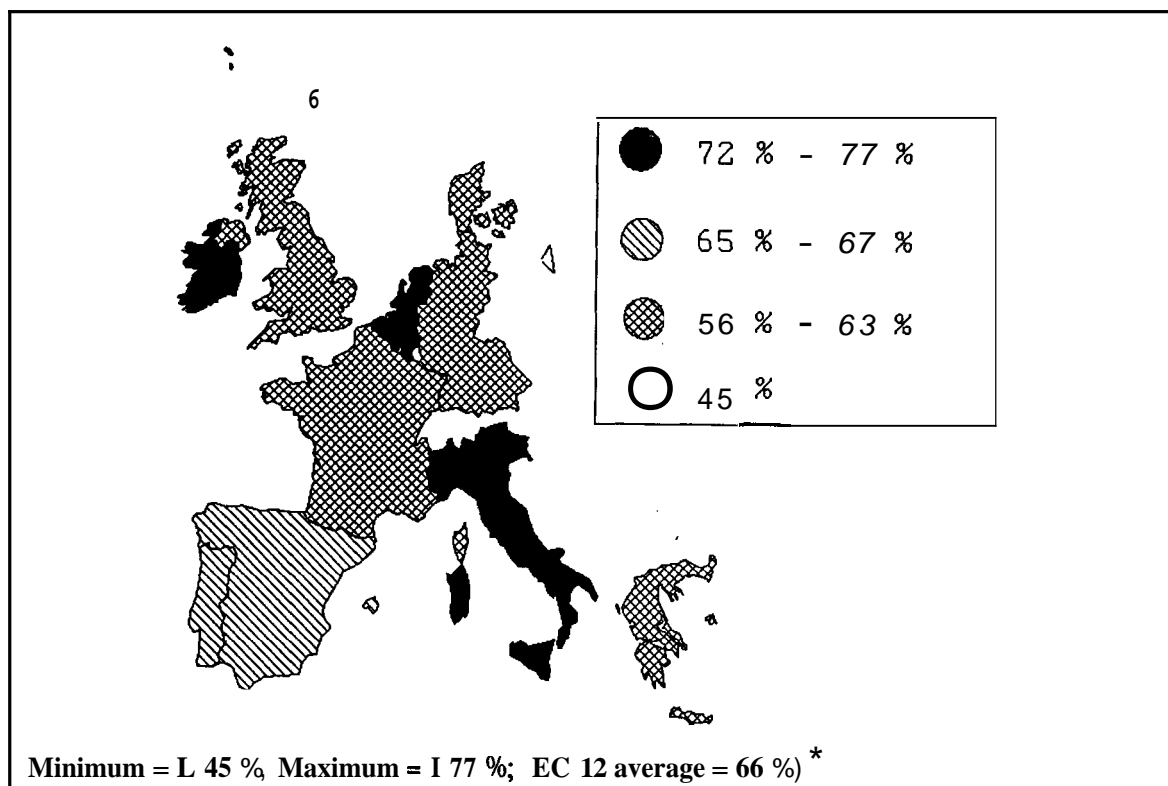 6
72 % - 77 %
65 % - 67 %
56 % - 63 %
45 %
Minimum = L 45 %, Maximum = I 77 %; EC 12 average = 66 %) *